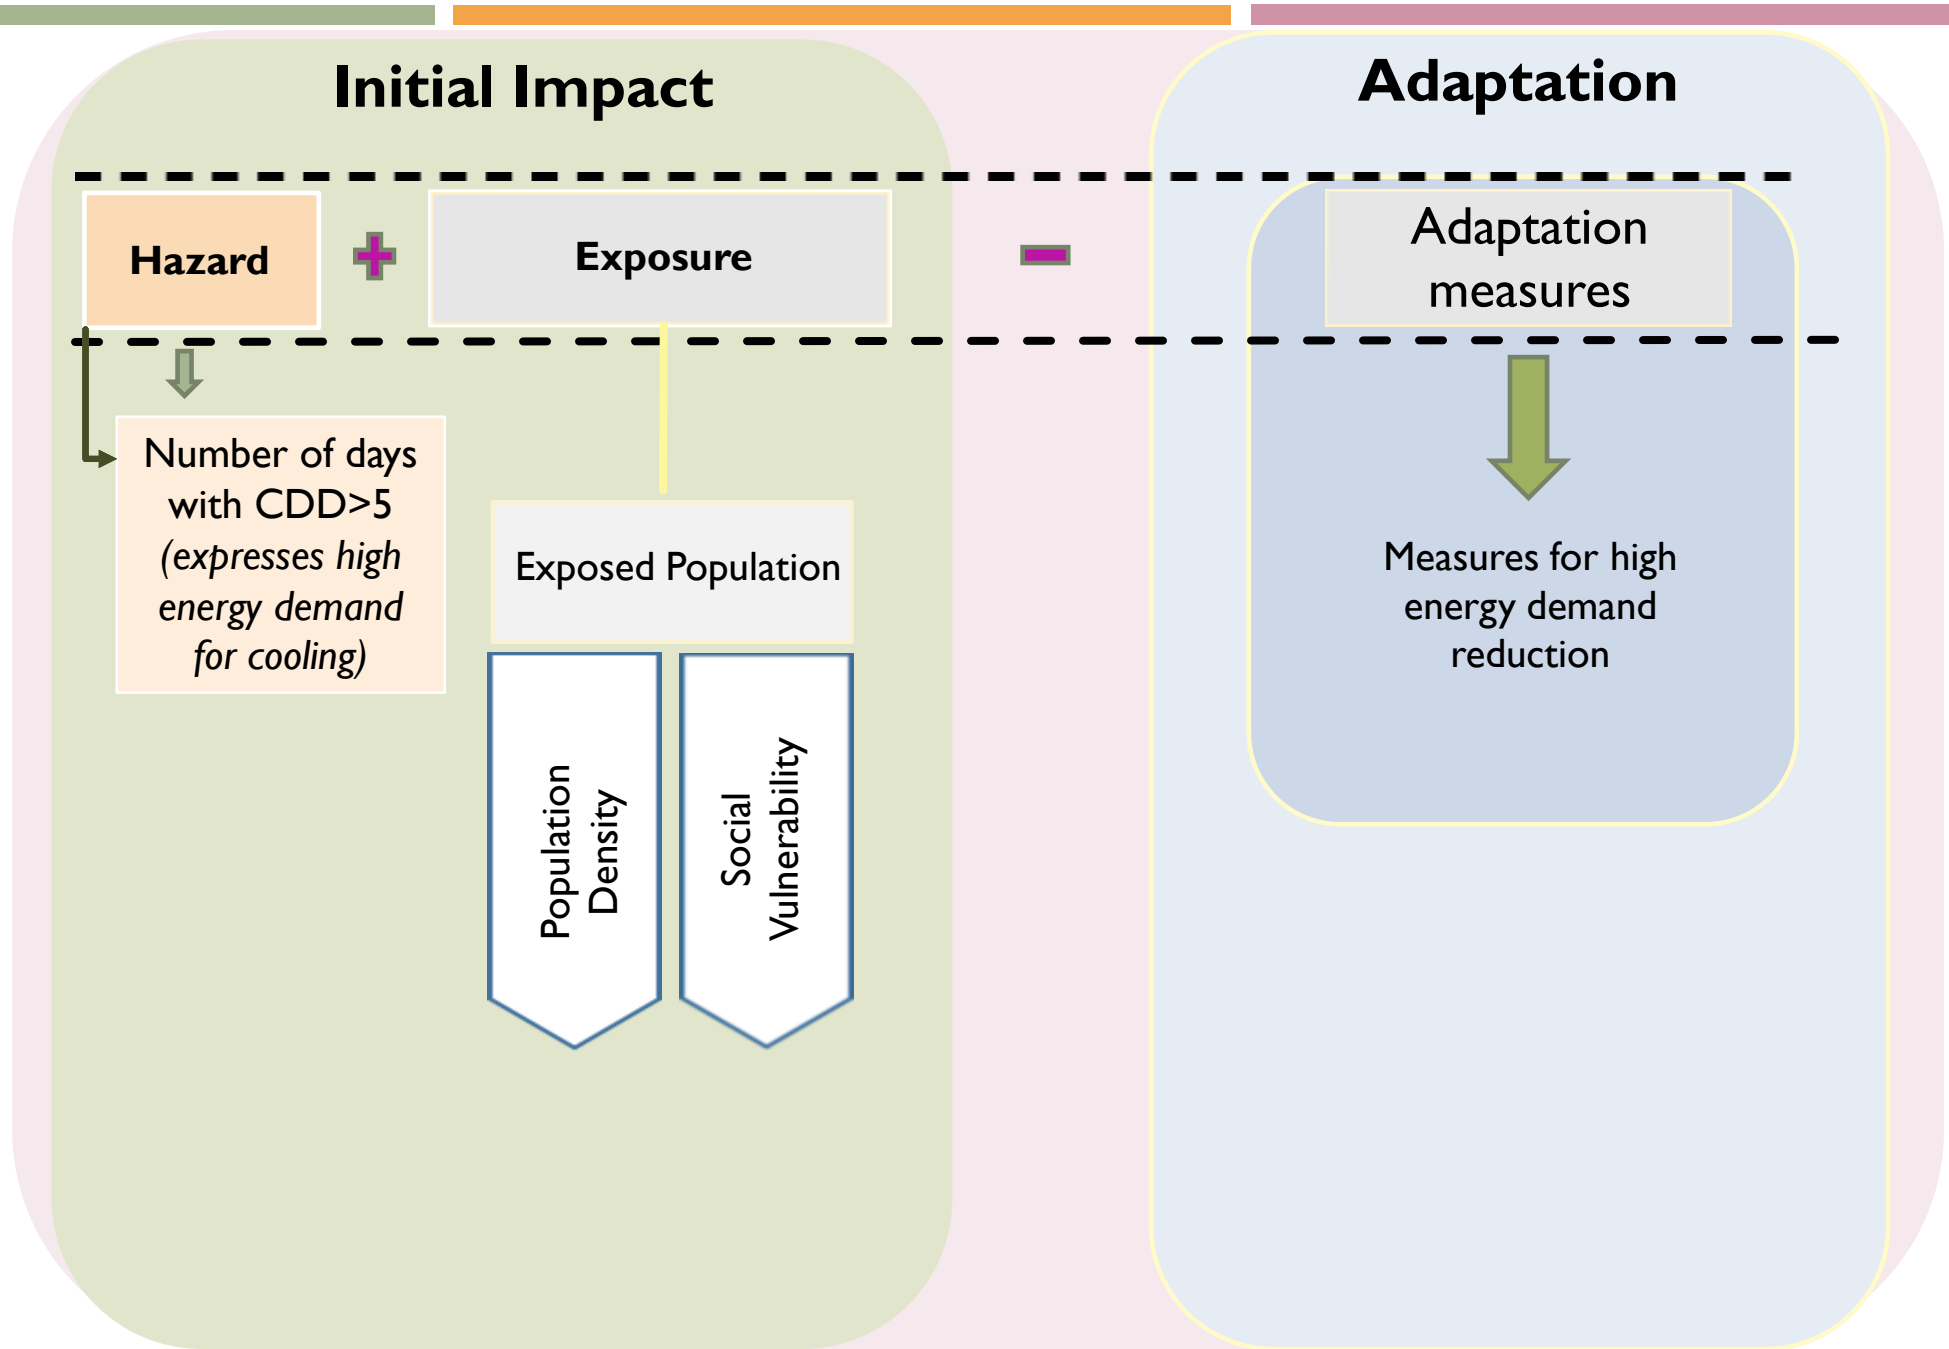 Initial Impact
Adaptation
Hazard
Exposure
Adaptation
measures
Number of days
with CDD>5
(expresses high
energy demand
for cooling)
Exposed Population
Population
Density
Social
Vulnerability
Measures for high
energy demand
reduction